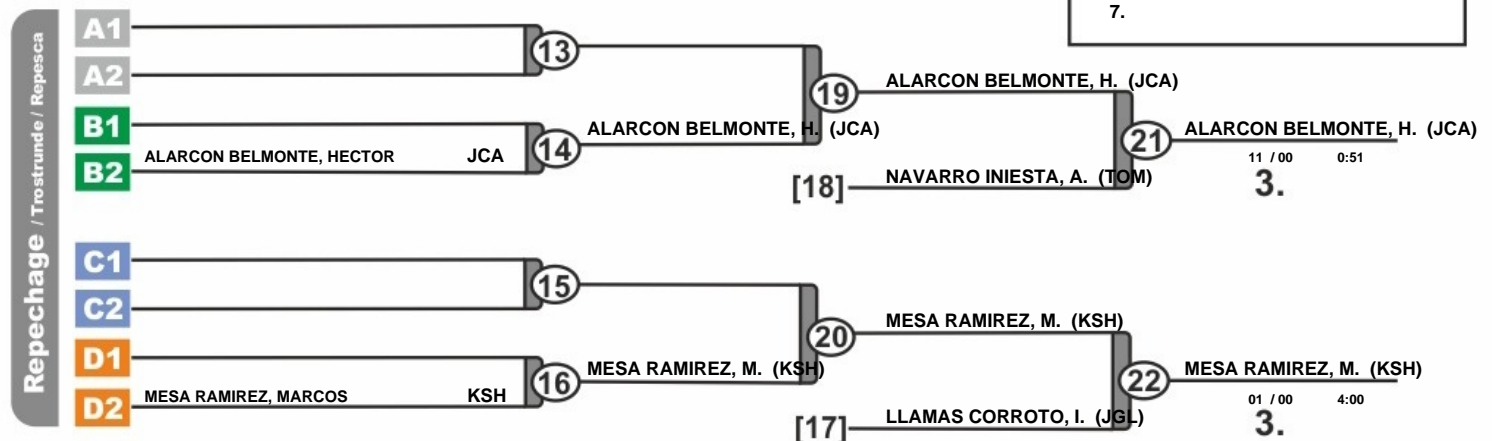 7.
Repechage / Trostrunde / Repesca
A1
13
A2
19
ALARCON BELMONTE, H. (JCA)
B1
14
ALARCON BELMONTE, H. (JCA)
21
ALARCON BELMONTE, H. (JCA)
B2
ALARCON BELMONTE, HECTOR JCA
11 / 00 0:51
[18]
NAVARRO INIESTA, A. (TOM)
3.
C1
15
C2
20
MESA RAMIREZ, M. (KSH)
D1
16
MESA RAMIREZ, M. (KSH)
22
MESA RAMIREZ, M. (KSH)
D2
MESA RAMIREZ, MARCOS KSH
01 / 00 4:00
[17]
LLAMAS CORROTO, I. (JGL)
3.